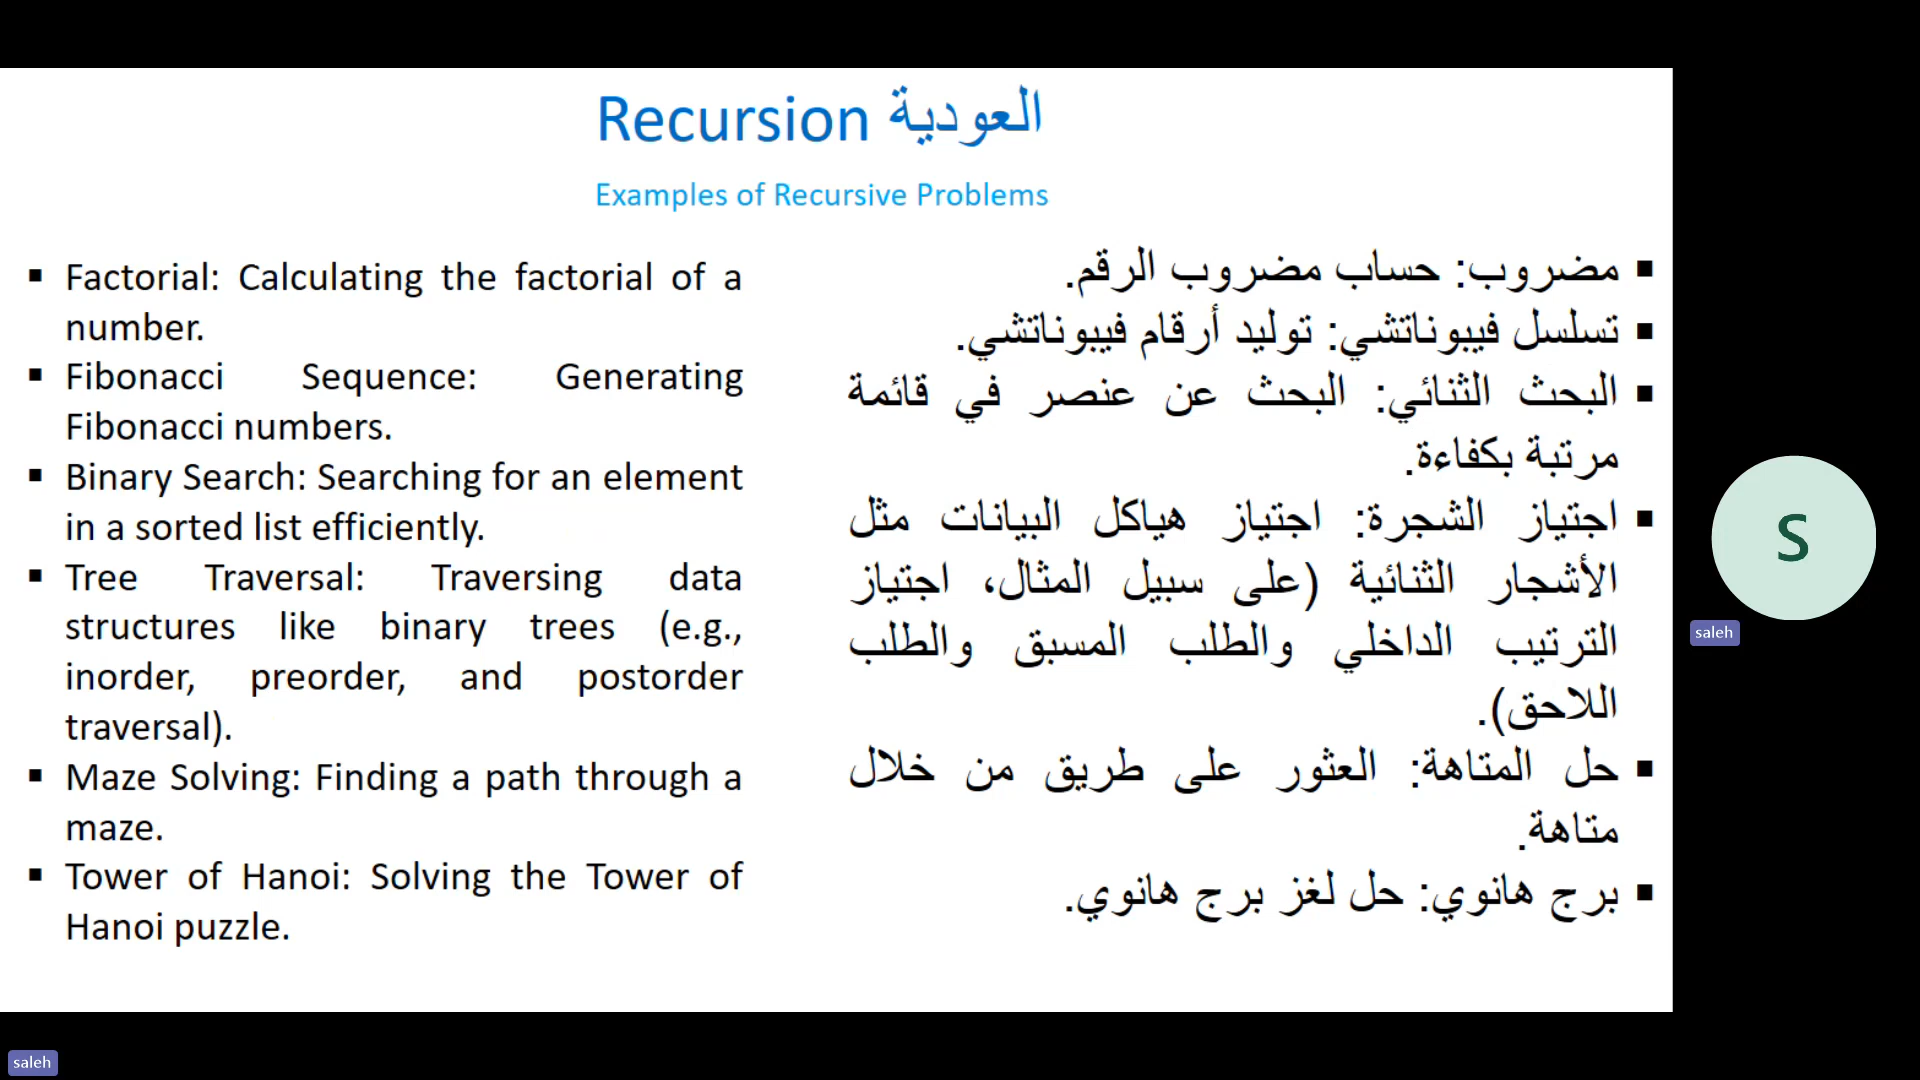 Recursion العودية
Examples of Recursive Problems
▪ Factorial: Calculating the factorial of a
number.
▪ Fibonacci Sequence: Generating
Fibonacci numbers.
▪ Binary Search: Searching for an element
in a sorted list efficiently.
▪ Tree Traversal: Traversing data
structures like binary trees (e.g.,
inorder, preorder, and postorder
traversal).
▪ Maze Solving: Finding a path through a
maze.
▪ Tower of Hanoi: Solving the Tower of
Hanoi puzzle.
▪ مضروب: حساب مضروب الرقم.
▪ تسلسل فيبوناتشي: توليد أرقام فيبوناتشي.
▪ البحث الثنائي: البحث عن عنصر في قائمة
مرتبة بكفاءة.
▪ اجتياز الشجرة: اجتياز هياكل البيانات مثل
الأشجار الثنائية (على سبيل المثال، اجتياز
الترتيب الداخلي والطلب المسبق والطلب
اللاحق).
▪ حل المتاهة: العثور على طريق من خلال
متاهة.
▪ برج هانوي: حل لغز برج هانوي.
S
saleh
saleh